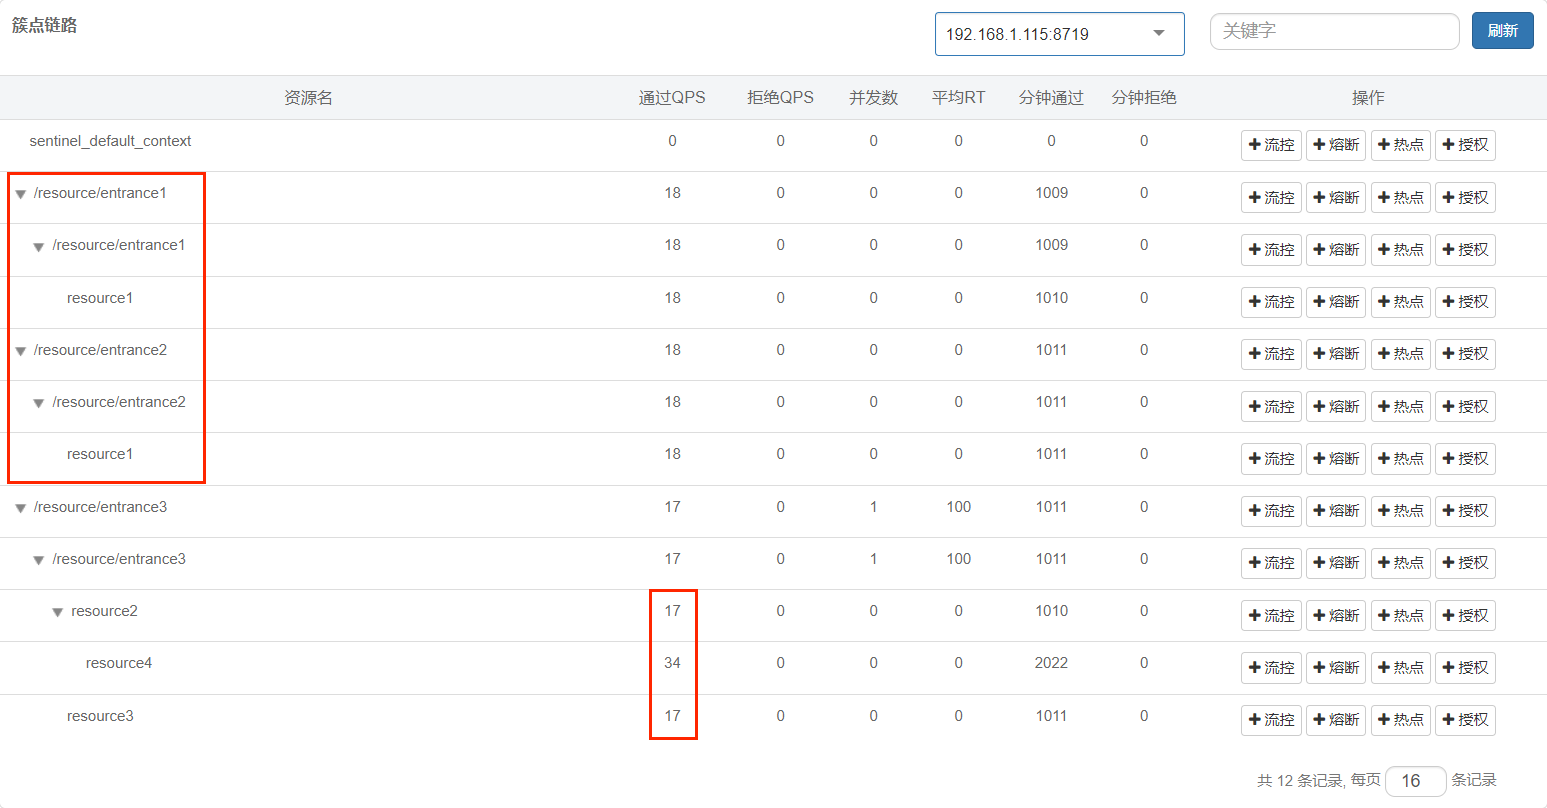 簇点链路
192.168.1.115:8719
关键字
刷新
资源名 通过QPS 拒绝QPS 并发数 平均RT 分钟通过 分钟拒绝 操作
sentinel_default_context 0 0 0 0 0 0 流控 熔断 热点 授权
/resource/entrance1 18 0 0 0 1009 0 流控 熔断 热点 授权
/resource/entrance1 18 0 0 0 1009 0 流控 熔断 热点 授权
resource1 18 0 0 0 1010 0 流控 熔断 热点 授权
/resource/entrance2 18 0 0 0 1011 0 流控 熔断 热点 授权
/resource/entrance2 18 0 0 0 1011 0 流控 熔断 热点 授权
resource1 18 0 0 0 1011 0 流控 熔断 热点 授权
/resource/entrance3 17 0 1 100 1011 0 流控 熔断 热点 授权
/resource/entrance3 17 0 1 100 1011 0 流控 熔断 热点 授权
resource2 17 0 0 0 1010 0 流控 熔断 热点 授权
resource4 34 0 0 0 2022 0 流控 熔断 热点 授权
resource3 17 0 0 0 1011 0 流控 熔断 热点 授权
共 12 条记录, 每页 16 条记录